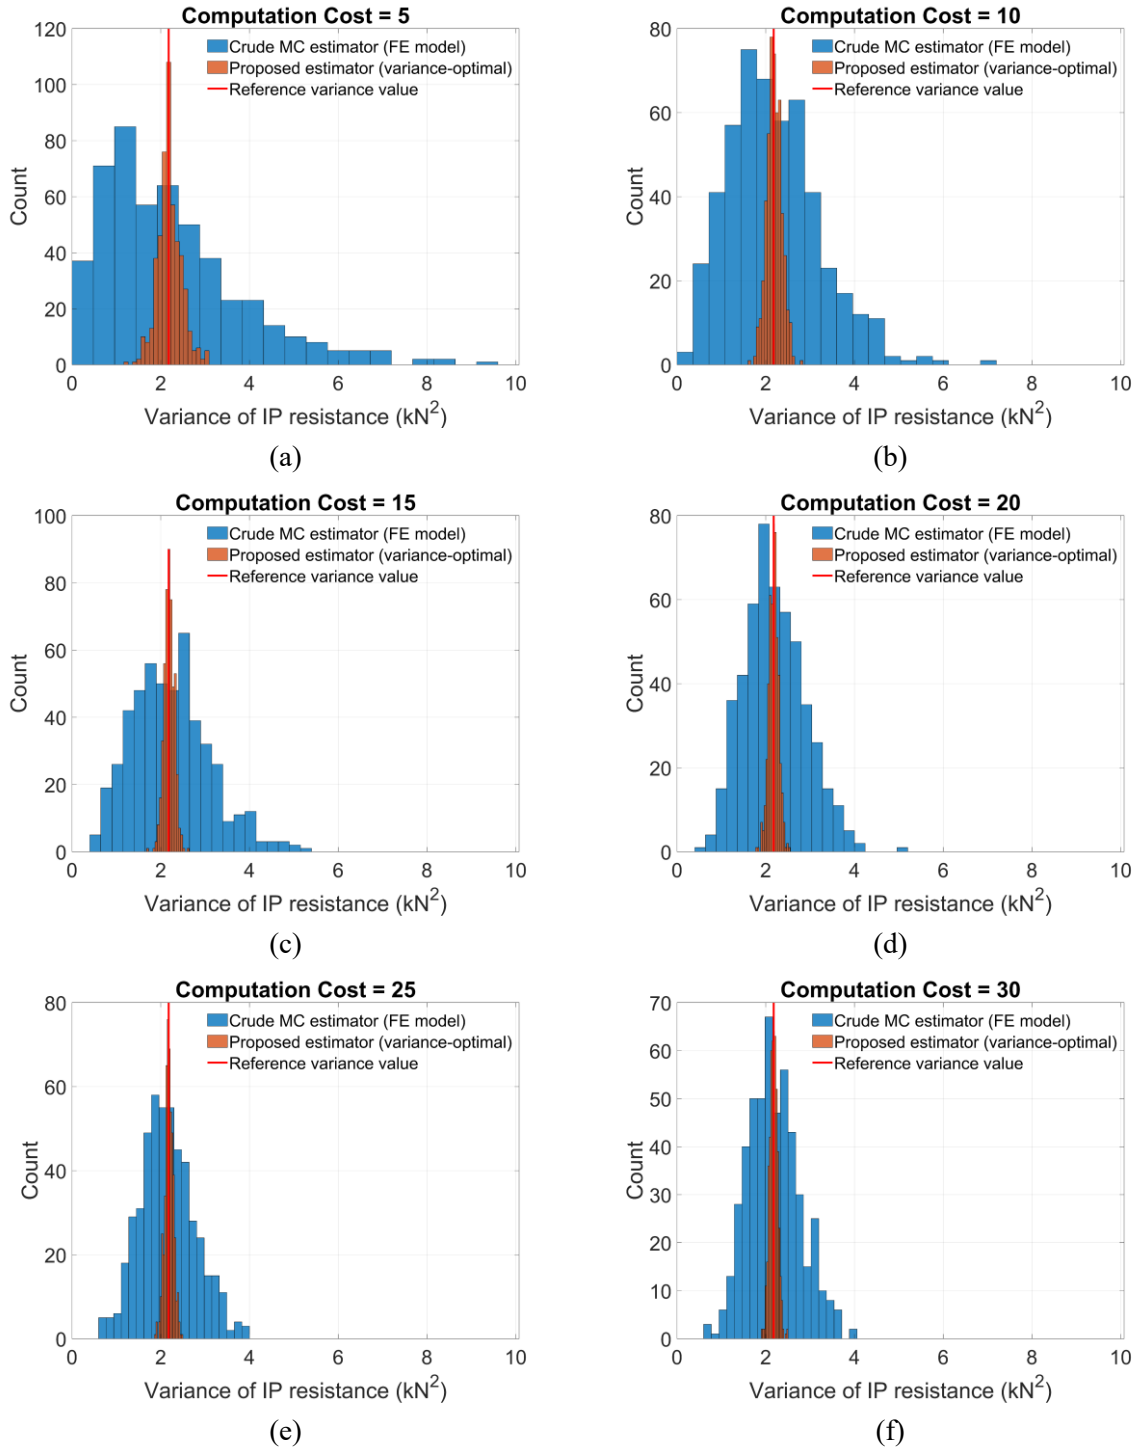 Computation Cost = 5
120
100
80
60
40
20
0
Count
Crude MC estimator (FE model)
Proposed estimator (variance-optimal)
Reference variance value
0 2 4 6 8 10
Variance of IP resistance (kN²)
(a)
Computation Cost = 10
80
60
40
20
0
Count
Crude MC estimator (FE model)
Proposed estimator (variance-optimal)
Reference variance value
0 2 4 6 8 10
Variance of IP resistance (kN²)
(b)
Computation Cost = 15
100
80
60
40
20
0
Count
Crude MC estimator (FE model)
Proposed estimator (variance-optimal)
Reference variance value
0 2 4 6 8 10
Variance of IP resistance (kN²)
(c)
Computation Cost = 20
80
60
40
20
0
Count
Crude MC estimator (FE model)
Proposed estimator (variance-optimal)
Reference variance value
0 2 4 6 8 10
Variance of IP resistance (kN²)
(d)
Computation Cost = 25
80
60
40
20
0
Count
Crude MC estimator (FE model)
Proposed estimator (variance-optimal)
Reference variance value
0 2 4 6 8 10
Variance of IP resistance (kN²)
(e)
Computation Cost = 30
70
60
50
40
30
20
10
0
Count
Crude MC estimator (FE model)
Proposed estimator (variance-optimal)
Reference variance value
0 2 4 6 8 10
Variance of IP resistance (kN²)
(f)